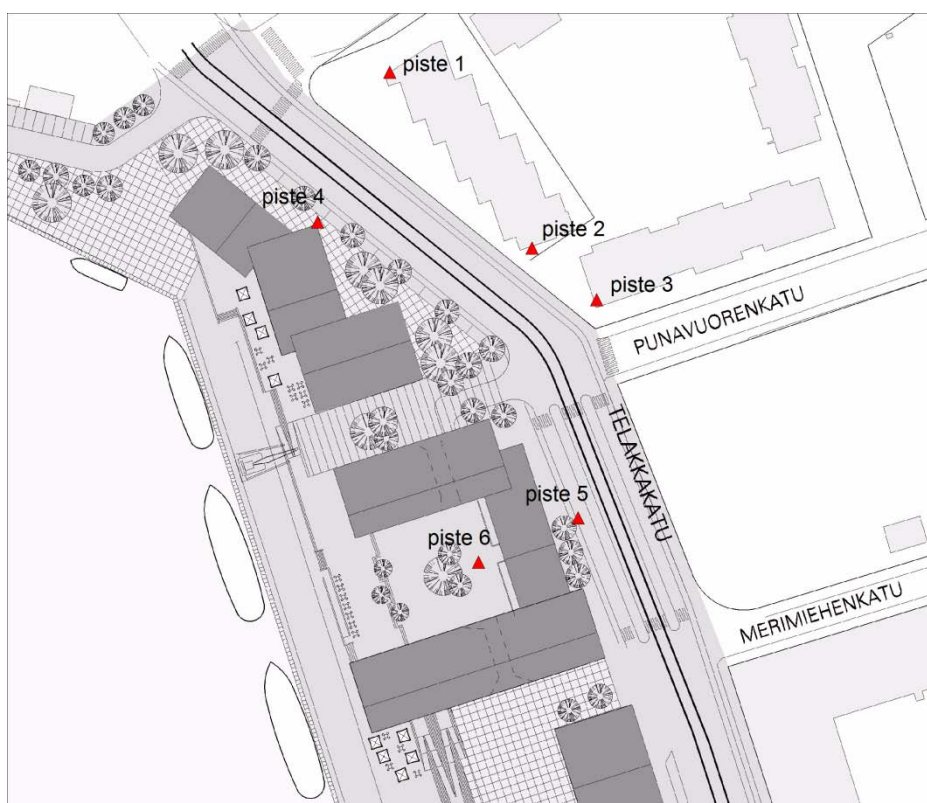 piste 1
piste 4
piste 2
piste 3
PUNAVUORENKATU
TELAKKAKATU
piste 5
piste 6
MERIMIEHENKATU